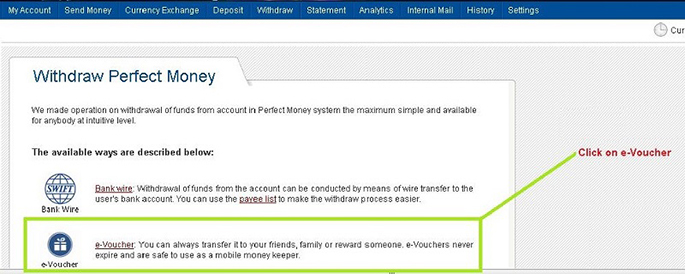 My Account Send Money Currency Exchange Deposit Withdraw Statement Analytics Internal Mail History Settings
Cur
Withdraw Perfect Money
We made operation on withdrawal of funds from account in Perfect Money system the maximum simple and available
for anybody at intuitive level.
The available ways are described below:
Click on e-Voucher
SWIFT
Bank Wire
Bank wire: Withdrawal of funds from the account can be conducted by means of wire transfer to the
user's bank account. You can use the payee list to make the withdraw process easier.
e-Voucher
e-Voucher: You can always transfer it to your friends, family or reward someone. e-Vouchers never
expire and are safe to use as a mobile money keeper.